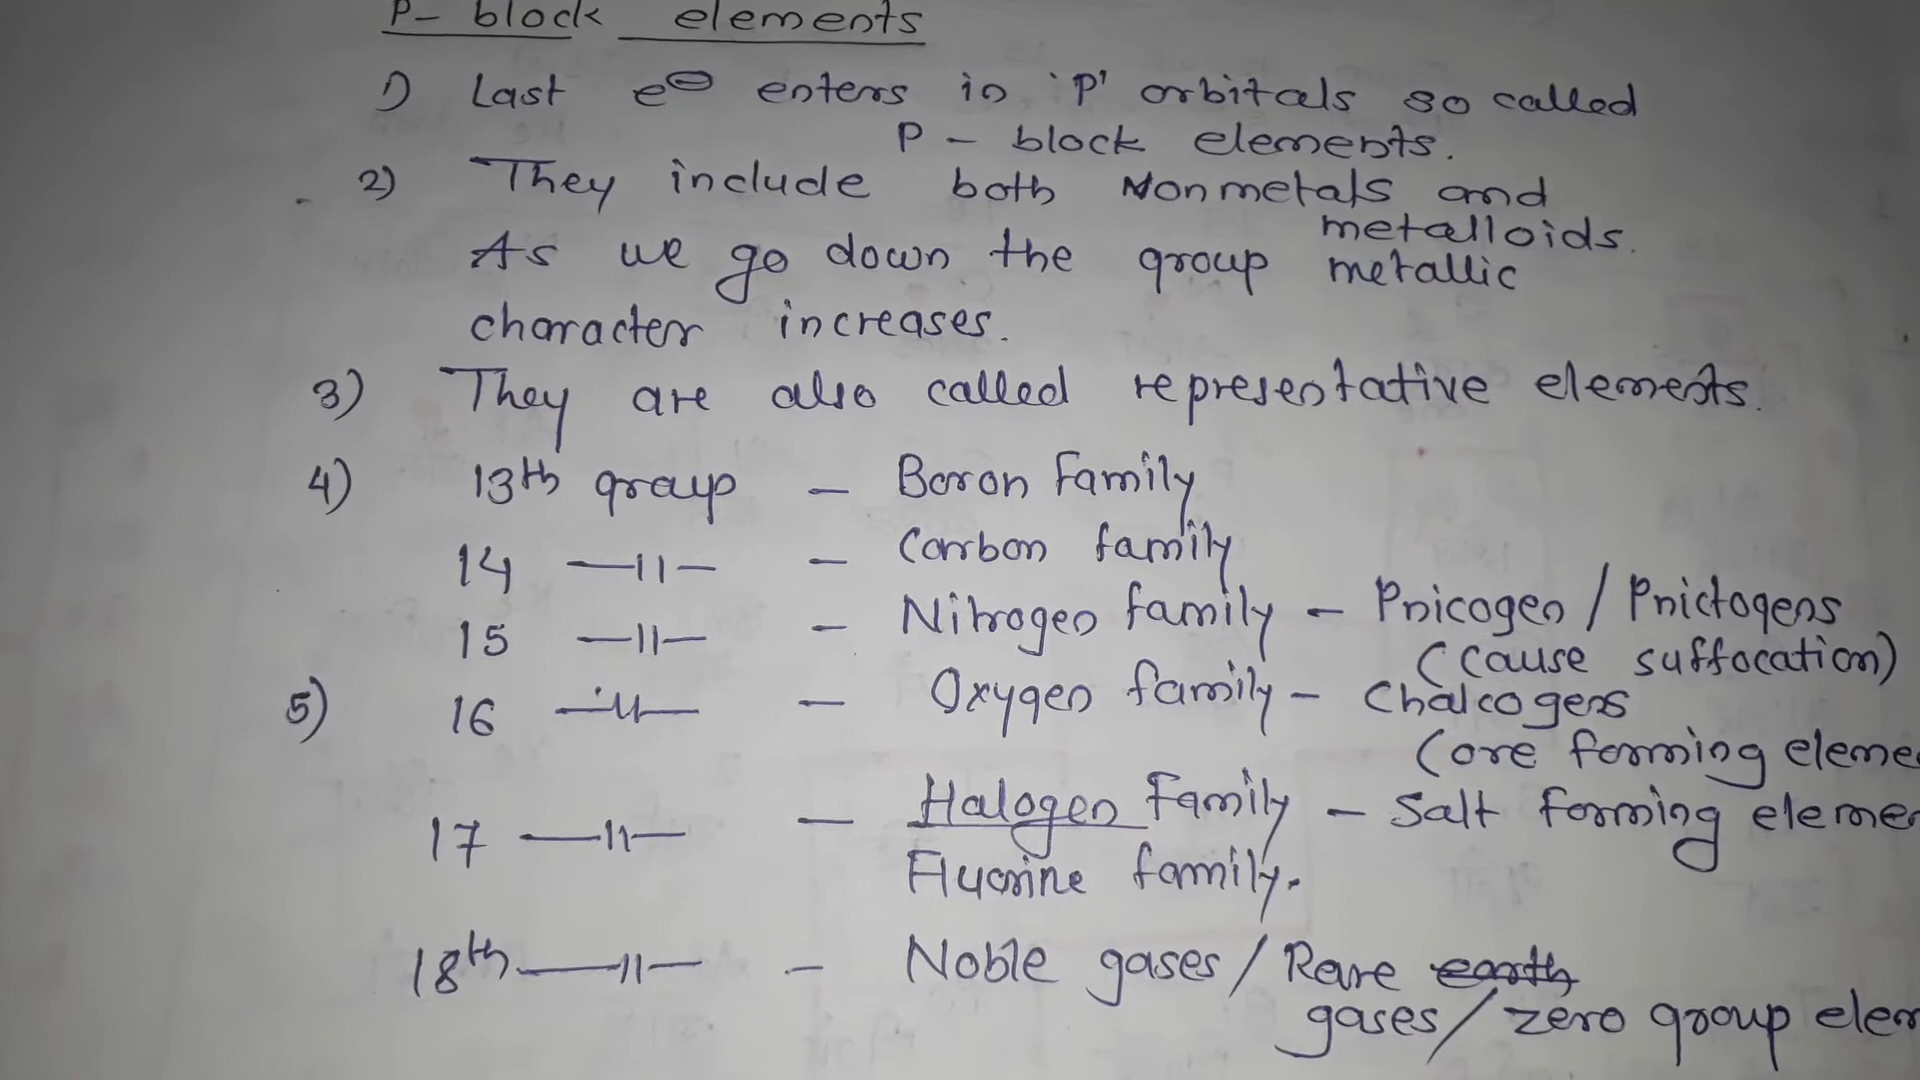 P- block elements
1) Last e⊖ enters in 'P' orbitals so called
P - block elements.
2) They include both Nonmetals and
metalloids.
As we go down the group metallic
character increases.
3) They are also called representative elements.
4) 13th group - Boron Family
14 —11— - Carbon family
15 —11— - Nitrogen family - Pnicogen / Pnictogens
(cause suffocation)
5) 16 —11— - Oxygen family - Chalcogens
(ore forming eleme
17 —11— - Halogen Family - Salt forming elemen
Fluorine family.
18th —11— - Noble gases / Rare earth
gases / zero group elem